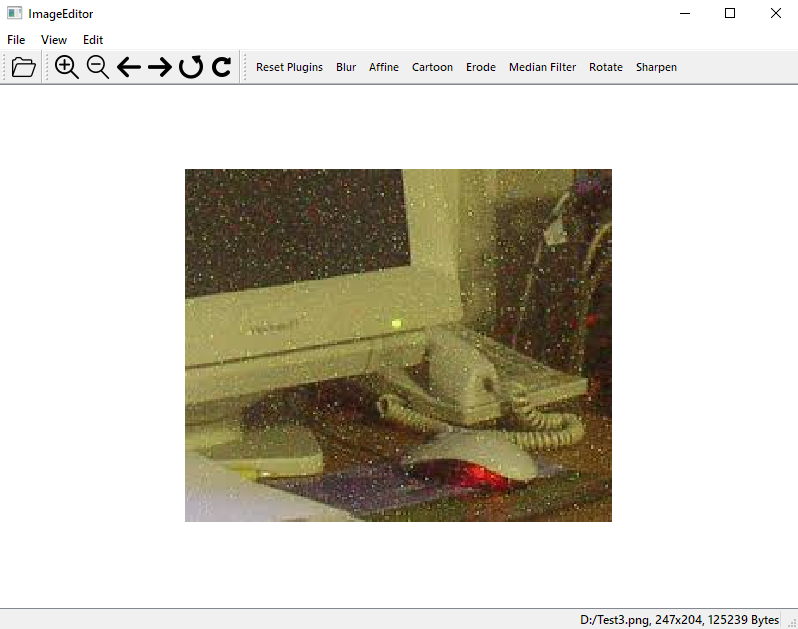 ImageEditor
File View Edit
Reset Plugins Blur Affine Cartoon Erode Median Filter Rotate Sharpen
D:/Test3.png, 247x204, 125239 Bytes